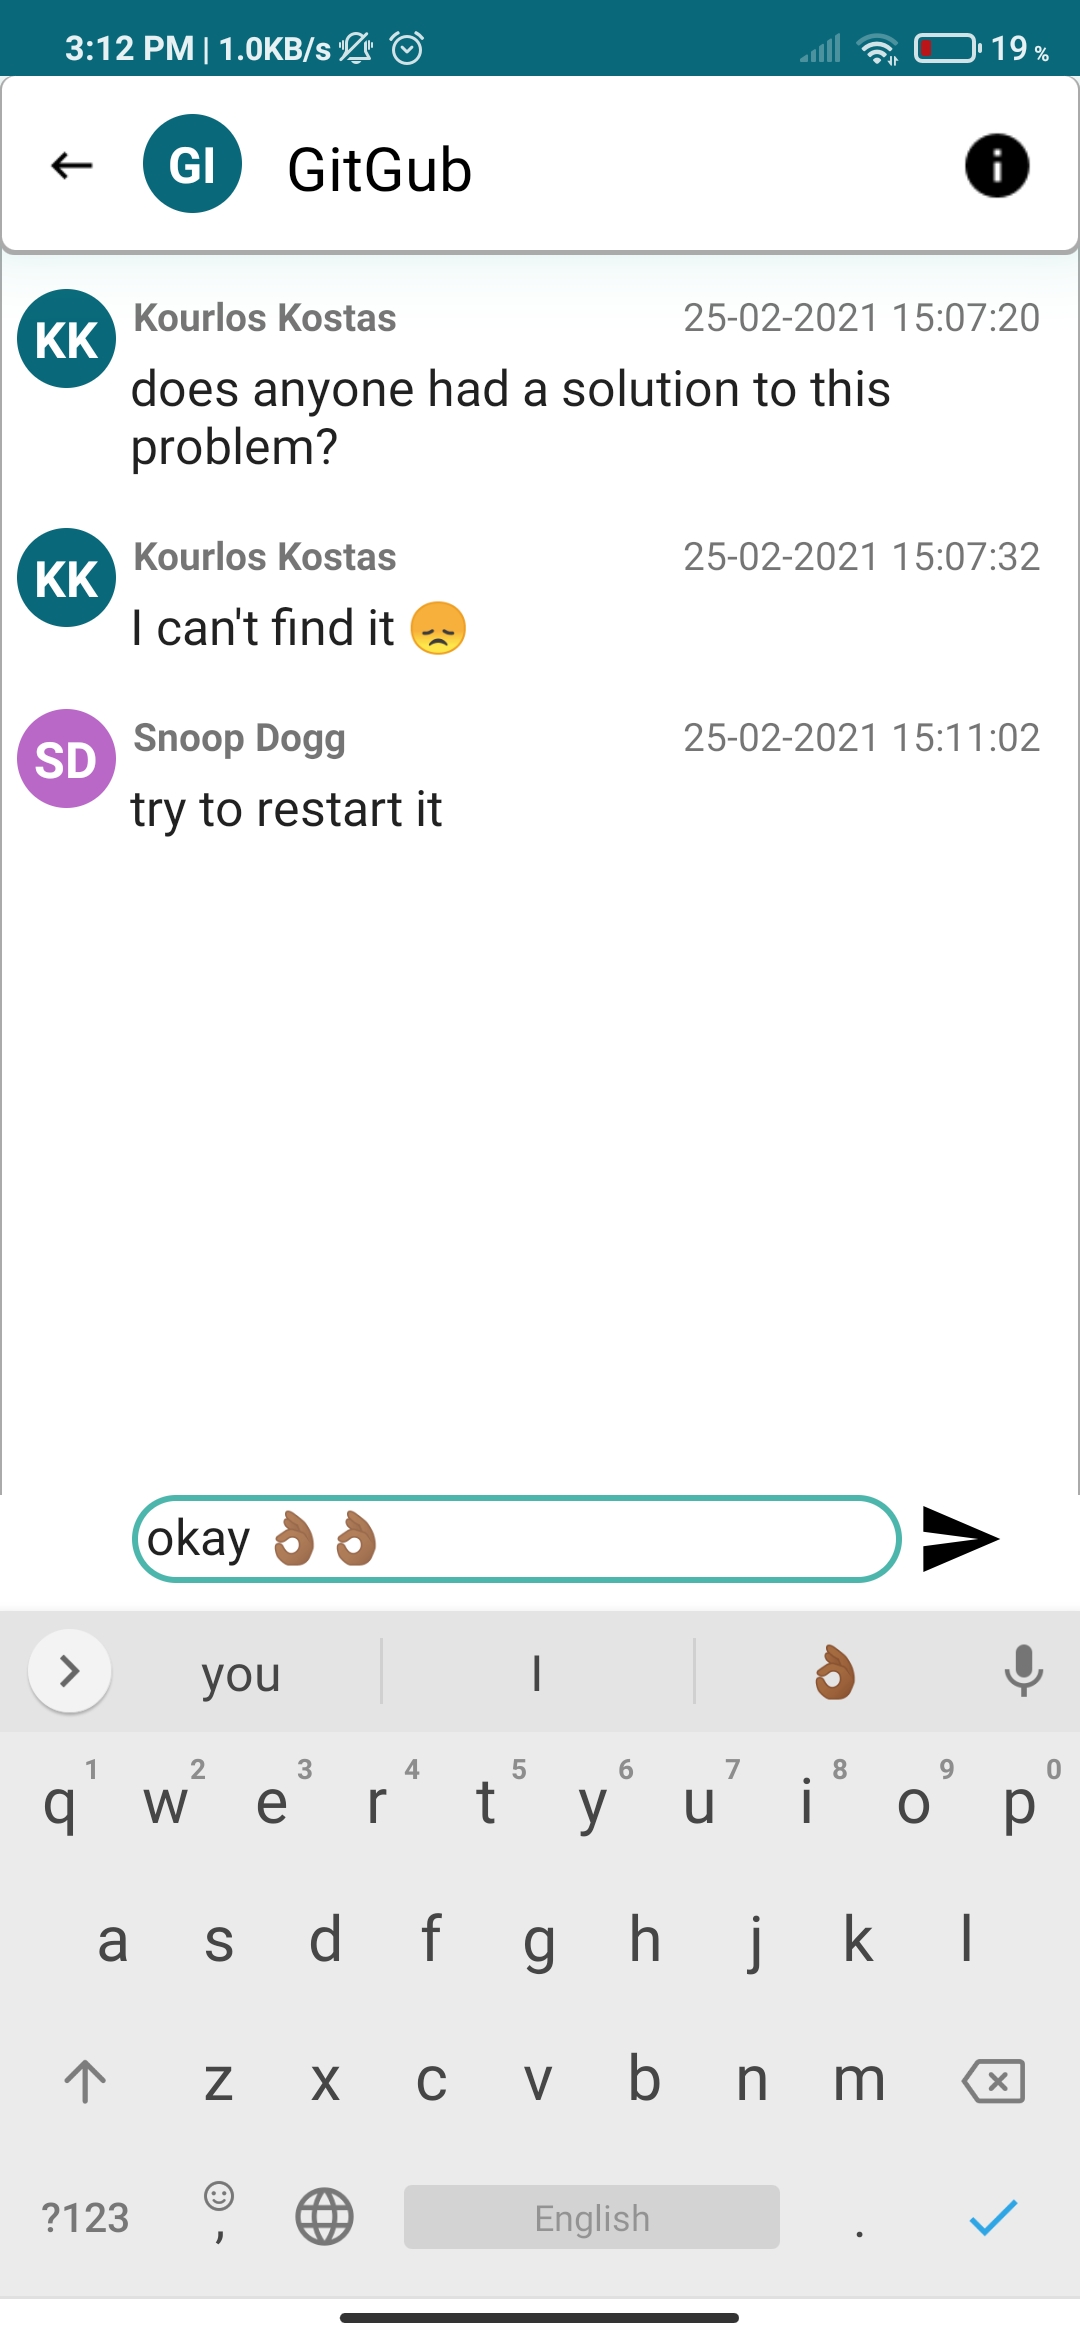 3:12 PM | 1.0KB/s 19 %
GI GitGub
KK Kourlos Kostas 25-02-2021 15:07:20
does anyone had a solution to this
problem?
KK Kourlos Kostas 25-02-2021 15:07:32
I can't find it 😞
SD Snoop Dogg 25-02-2021 15:11:02
try to restart it
okay 👌🏾👌🏾
you I 👌🏾
q 1 w 2 e 3 r 4 t 5 y 6 u 7 i 8 o 9 p 0
a s d f g h j k l
z x c v b n m
?123 , English .